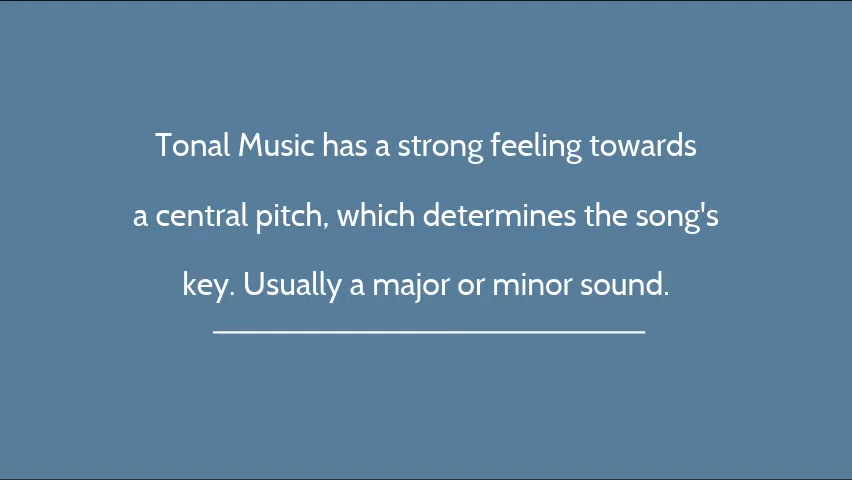 Tonal Music has a strong feeling towards
a central pitch, which determines the song's
key. Usually a major or minor sound.